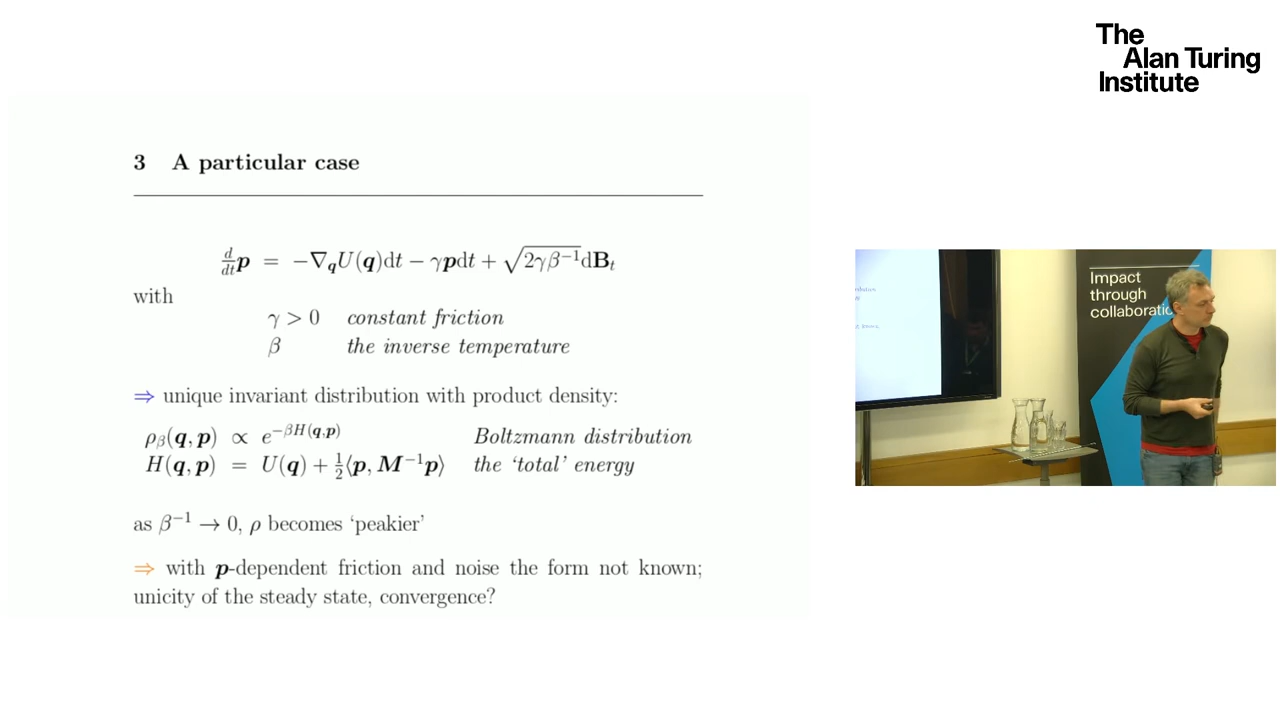 The
Alan Turing
Institute
3 A particular case
d/dt p = −∇_q U(q)dt − γpdt + √(2γβ⁻¹)dB_t
with
γ > 0 constant friction
β the inverse temperature
⇒ unique invariant distribution with product density:
ρ_β(q, p) ∝ e^{−βH(q,p)} Boltzmann distribution
H(q, p) = U(q) + ½⟨p, M⁻¹p⟩ the ‘total’ energy
as β⁻¹ → 0, ρ becomes ‘peakier’
⇒ with p-dependent friction and noise the form not known;
unicity of the steady state, convergence?
Impact
through